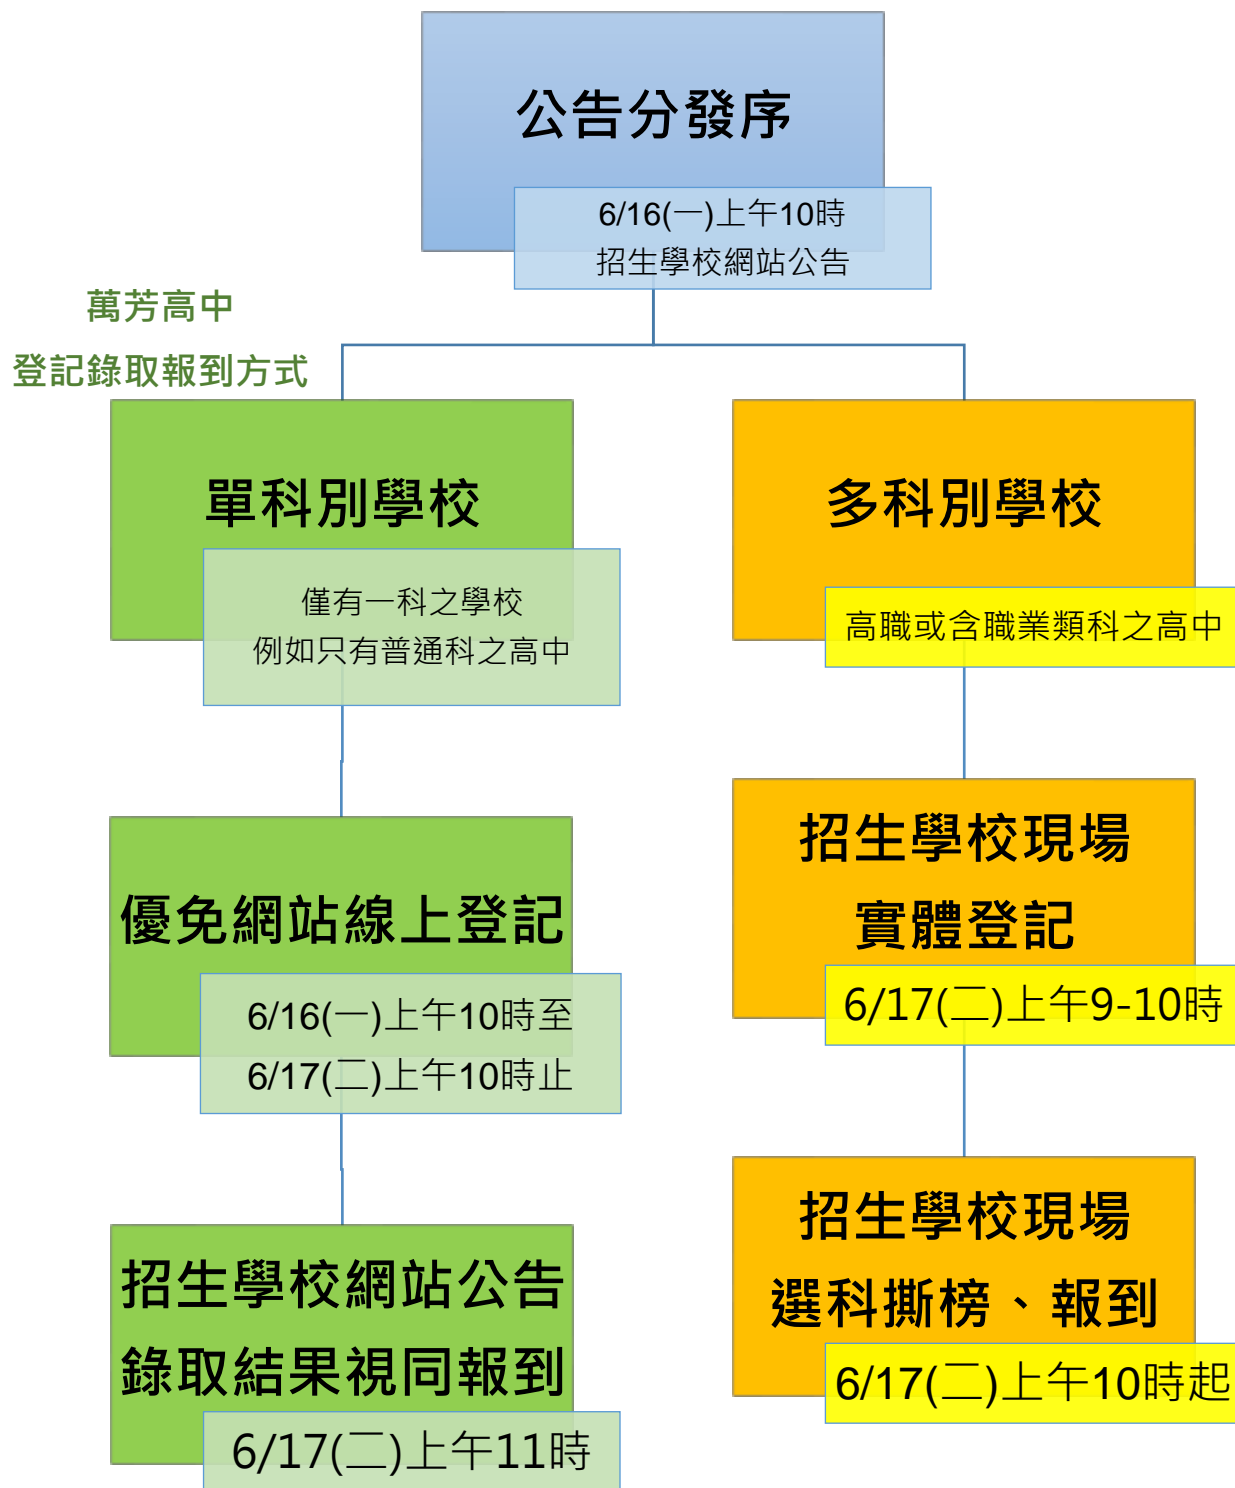 公告分發序
6/16(一)上午10時
招生學校網站公告
萬芳高中
登記錄取報到方式
單科別學校
僅有一科之學校
例如只有普通科之高中
優免網站線上登記
6/16(一)上午10時至
6/17(二)上午10時止
招生學校網站公告
錄取結果視同報到
6/17(二)上午11時
多科別學校
高職或含職業類科之高中
招生學校現場
實體登記
6/17(二)上午9-10時
招生學校現場
選科撕榜、報到
6/17(二)上午10時起